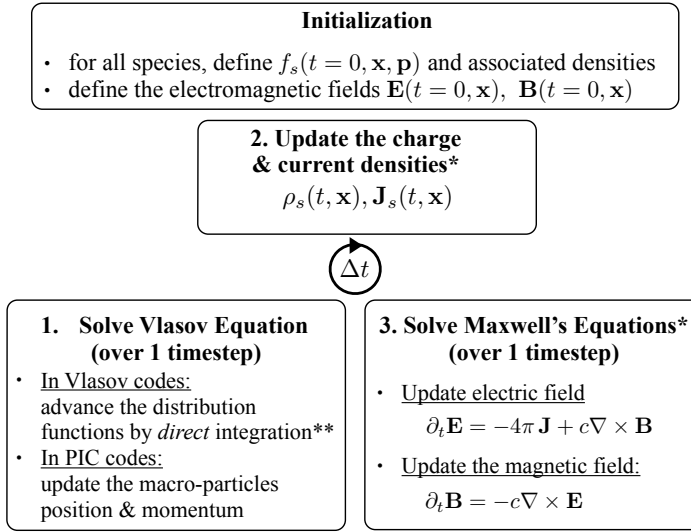 Initialization
• for all species, define f_s(t = 0, x, p) and associated densities
• define the electromagnetic fields E(t = 0, x), B(t = 0, x)
2. Update the charge
& current densities*
ρ_s(t, x), J_s(t, x)
Δt
1. Solve Vlasov Equation
(over 1 timestep)
• In Vlasov codes:
advance the distribution
functions by direct integration**
• In PIC codes:
update the macro-particles
position & momentum
3. Solve Maxwell's Equations*
(over 1 timestep)
• Update electric field
∂_t E = −4π J + c∇ × B
• Update the magnetic field:
∂_t B = −c∇ × E